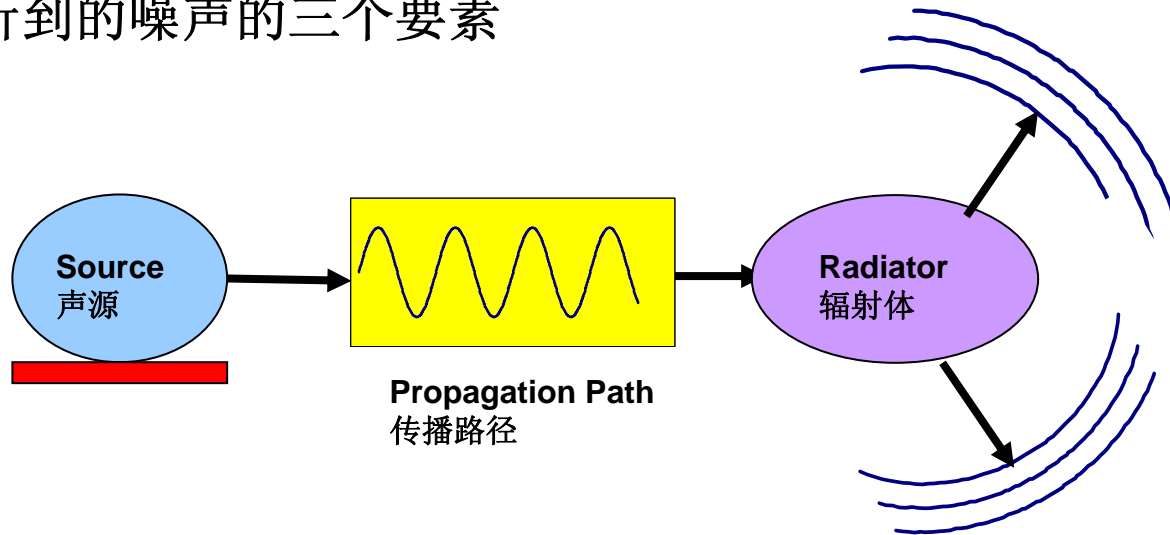 到的噪声的三个要素
Source
声源
Propagation Path
传播路径
Radiator
辐射体